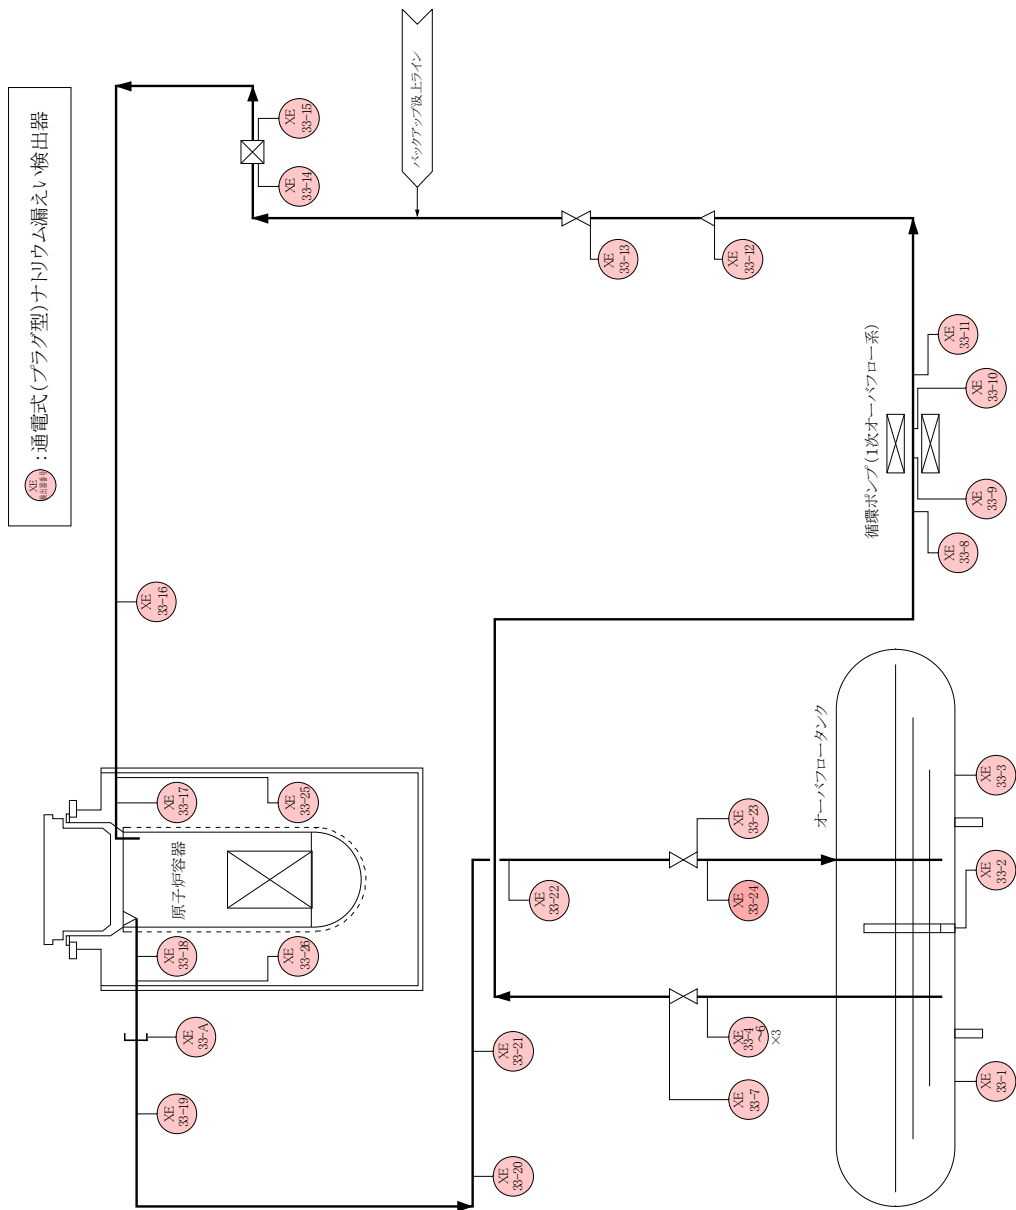 XE
検出器番号
:通電式(プラグ型)ナトリウム漏えい検出器
バックアップ汲上ライン
XE
33-15
XE
33-14
XE
33-13
XE
33-12
XE
33-11
XE
33-10
循環ポンプ(1次オーバフロー系)
XE
33-9
XE
33-8
XE
33-16
オーバフロータンク
XE
33-17
XE
33-25
原子炉容器
XE
33-18
XE
33-26
XE
33-A
XE
33-19
XE
33-23
XE
33-22
XE
33-24
XE
33-21
XE
33-4
~6
×3
XE
33-7
XE
33-20
XE
33-3
XE
33-2
XE
33-1